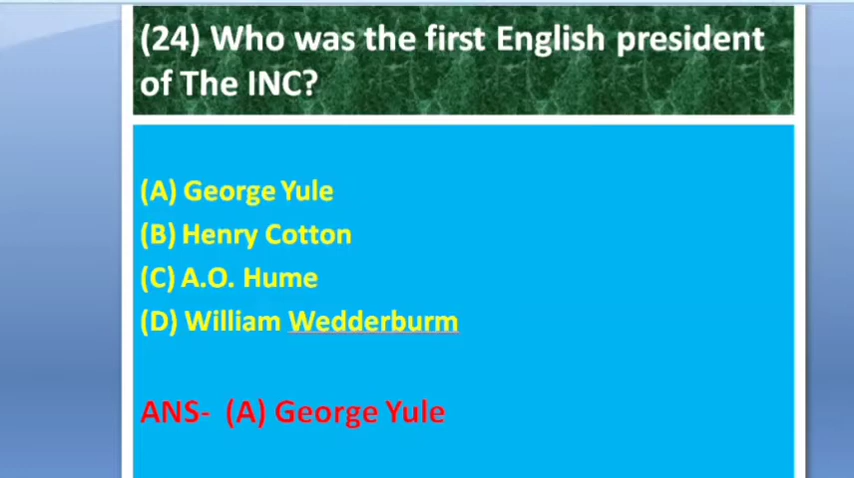 (24) Who was the first English president
of The INC?
(A) George Yule
(B) Henry Cotton
(C) A.O. Hume
(D) William Wedderburm
ANS- (A) George Yule